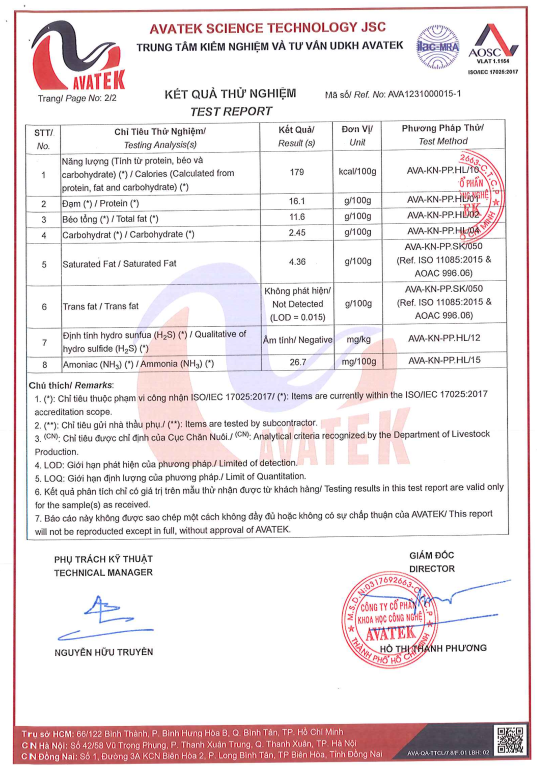 AVATEK
AVATEK SCIENCE TECHNOLOGY JSC
TRUNG TÂM KIỂM NGHIỆM VÀ TƯ VẤN UDKH AVATEK
ilac-MRA
AOSC
VLAT 1.1154
ISO/IEC 17025:2017
Trang/ Page No: 2/2
KẾT QUẢ THỬ NGHIỆM
Mã số/ Ref. No: AVA1231000015-1
TEST REPORT
STT/ No.
Chỉ Tiêu Thử Nghiệm/ Testing Analysis(s)
Kết Quả/ Result (s)
Đơn Vị/ Unit
Phương Pháp Thử/ Test Method
1
Năng lượng (Tính từ protein, béo và
carbohydrate) (*) / Calories (Calculated from
protein, fat and carbohydrate) (*)
179
kcal/100g
AVA-KN-PP.HL/10
2 Đạm (*) / Protein (*) 16.1 g/100g AVA-KN-PP.HL/01
3 Béo tổng (*) / Total fat (*) 11.6 g/100g AVA-KN-PP.HL/02
4 Carbohydrat (*) / Carbohydrate (*) 2.45 g/100g AVA-KN-PP.HL/04
5 Saturated Fat / Saturated Fat 4.36 g/100g
AVA-KN-PP.SK/050
(Ref. ISO 11085:2015 &
AOAC 996.06)
6 Trans fat / Trans fat
Không phát hiện/
Not Detected
(LOD = 0.015)
g/100g
AVA-KN-PP.SK/050
(Ref. ISO 11085:2015 &
AOAC 996.06)
7
Định tính hydro sunfua (H₂S) (*) / Qualitative of
hydro sulfide (H₂S) (*)
Âm tính/ Negative
mg/kg
AVA-KN-PP.HL/12
8 Amoniac (NH₃) (*) / Ammonia (NH₃) (*) 26.7 mg/100g AVA-KN-PP.HL/15
Chú thích/ Remarks:
1. (*): Chỉ tiêu thuộc phạm vi công nhận ISO/IEC 17025:2017/ (*): Items are currently within the ISO/IEC 17025:2017
accreditation scope.
2. (**): Chỉ tiêu gửi nhà thầu phụ./ (**): Items are tested by subcontractor.
3. (CN): Chỉ tiêu được chỉ định của Cục Chăn Nuôi./ (CN): Analytical criteria recognized by the Department of Livestock
Production.
4. LOD: Giới hạn phát hiện của phương pháp./ Limited of detection.
5. LOQ: Giới hạn định lượng của phương pháp./ Limit of Quantitation.
6. Kết quả phân tích chỉ có giá trị trên mẫu thử nhận được từ khách hàng/ Testing results in this test report are valid only
for the sample(s) as received.
7. Báo cáo này không được sao chép một cách không đầy đủ hoặc không có sự chấp thuận của AVATEK/ This report
will not be reproduced except in full, without approval of AVATEK.
AVATEK
PHỤ TRÁCH KỸ THUẬT
TECHNICAL MANAGER
GIÁM ĐỐC
DIRECTOR
M.S.D.N:0317692663-C.T.C.P
CÔNG TY CỔ PHẦN
KHOA HỌC CÔNG NGHỆ
AVATEK
THÀNH PHỐ HỒ CHÍ MINH
NGUYỄN HỮU TRUYỀN
HỒ THỊ THANH PHƯƠNG
Trụ sở HCM: 66/122 Bình Thành, P. Bình Hưng Hòa B, Q. Bình Tân, TP. Hồ Chí Minh
CN Hà Nội: Số 42/58 Vũ Trọng Phụng, P. Thanh Xuân Trung, Q. Thanh Xuân, TP. Hà Nội
CN Đồng Nai: Số 1, Đường 3A KCN Biên Hòa 2, P. Long Bình Tân, TP Biên Hòa, Tỉnh Đồng Nai
AVA-QA-TTCL/7.8/F.01 LBH: 02